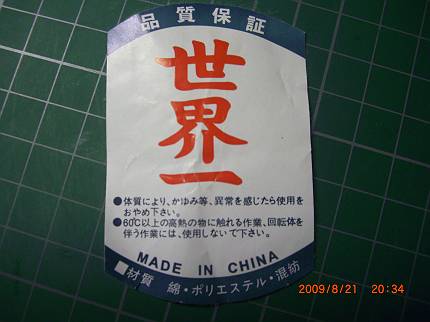 品質保証
世界一
●体質により、かゆみ等、異常を感じたら使用を
おやめ下さい。
●60℃以上の高熱の物に触れる作業、回転体を
伴う作業には、使用しないで下さい。
MADE IN CHINA
■材質 綿・ポリエステル・混紡
2009/8/21 20:34